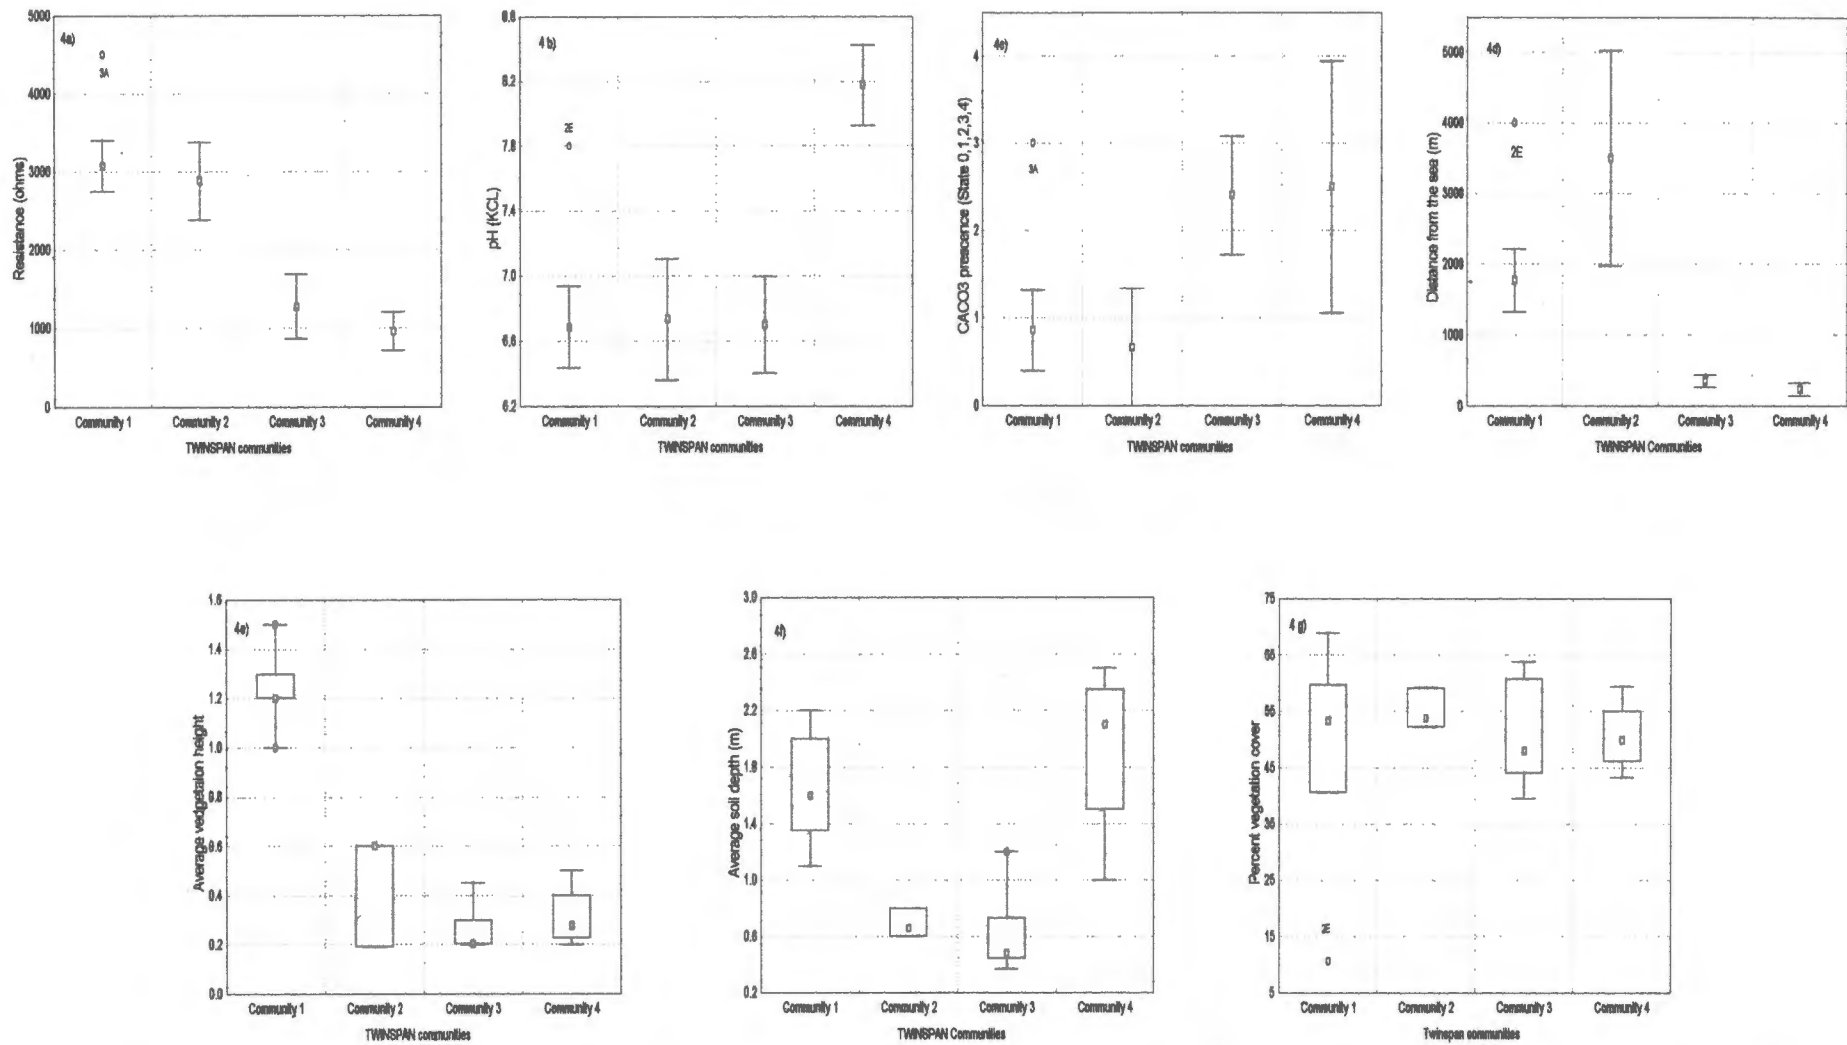 4a)
Resistance (ohms)
5000
4000
3000
2000
1000
0
3A
Community 1 Community 2 Community 3 Community 4
TWINSPAN communities
4 b)
pH (KCL)
8.6
8.2
7.8
7.4
7.0
6.6
6.2
Community 1 Community 2 Community 3 Community 4
TWINSPAN communities
4c)
CACO3 prescence (State 0,1,2,3,4)
4
3
2
1
0
3A
Community 1 Community 2 Community 3 Community 4
TWINSPAN communities
4d)
Distance from the sea (m)
5000
4000
3000
2000
1000
0
2E
Community 1 Community 2 Community 3 Community 4
TWINSPAN Communities
4e)
Average vedgetation height
1.6
1.4
1.2
1.0
0.8
0.6
0.4
0.2
0.0
Community 1 Community 2 Community 3 Community 4
TWINSPAN communities
4f)
Average soil depth (m)
3.0
2.6
2.2
1.8
1.4
1.0
0.6
0.2
Community 1 Community 2 Community 3 Community 4
TWINSPAN Communities
4 g)
Percent vegetation cover
75
65
55
45
35
25
15
5
Community 1 Community 2 Community 3 Community 4
Twinspan communities